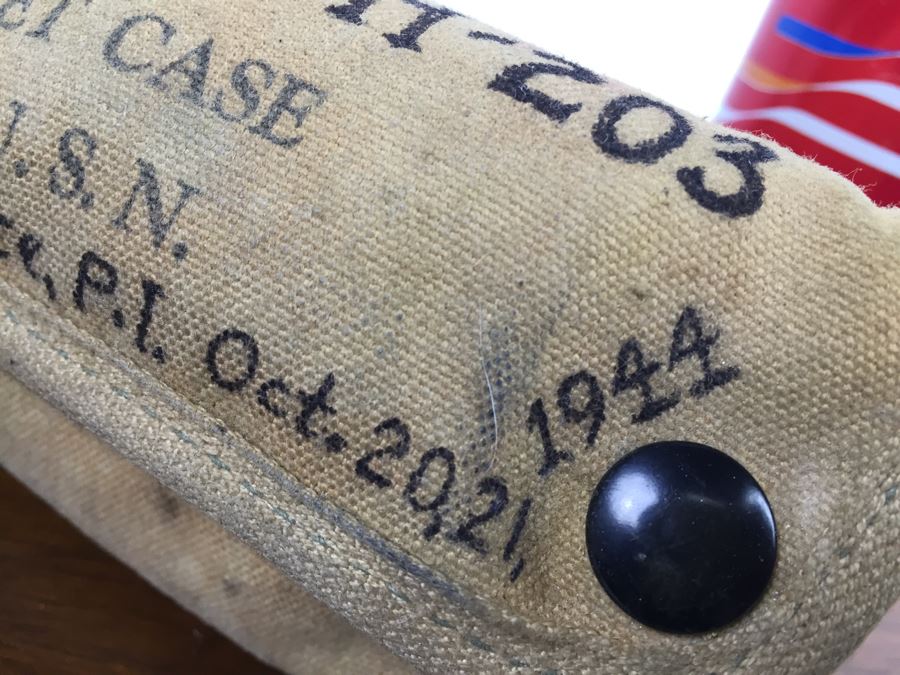 -203
CASE
U.S.N.
P.I. Oct. 20, 21, 1944